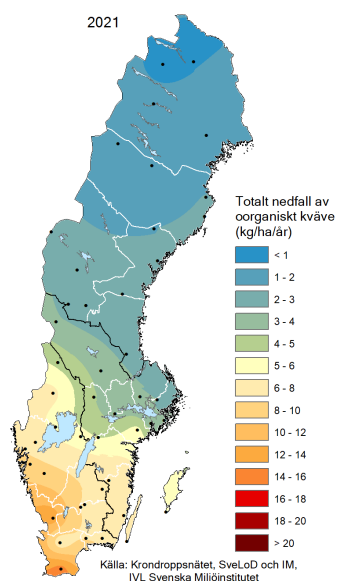 2021
Totalt nedfall av
oorganiskt kväve
(kg/ha/år)
< 1
1 - 2
2 - 3
3 - 4
4 - 5
5 - 6
6 - 8
8 - 10
10 - 12
12 - 14
14 - 16
16 - 18
18 - 20
> 20
Källa: Krondroppsnätet, SveLoD och IM,
IVL Svenska Miljöinstitutet